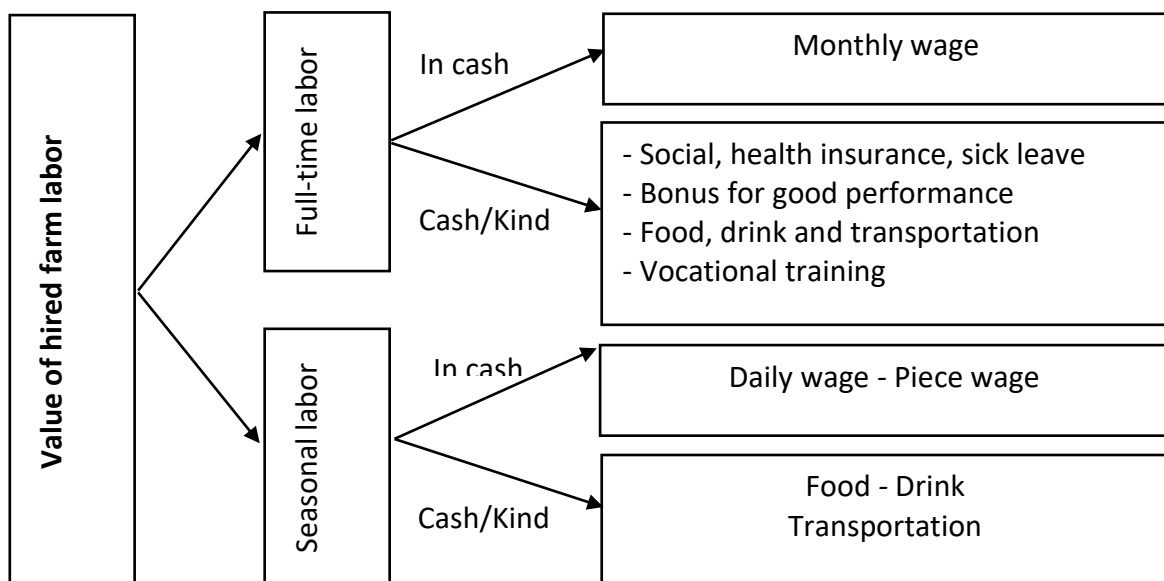 Value of hired farm labor
Full-time labor
In cash
Monthly wage
Cash/Kind
- Social, health insurance, sick leave
- Bonus for good performance
- Food, drink and transportation
- Vocational training
Seasonal labor
In cash
Daily wage - Piece wage
Cash/Kind
Food - Drink
Transportation